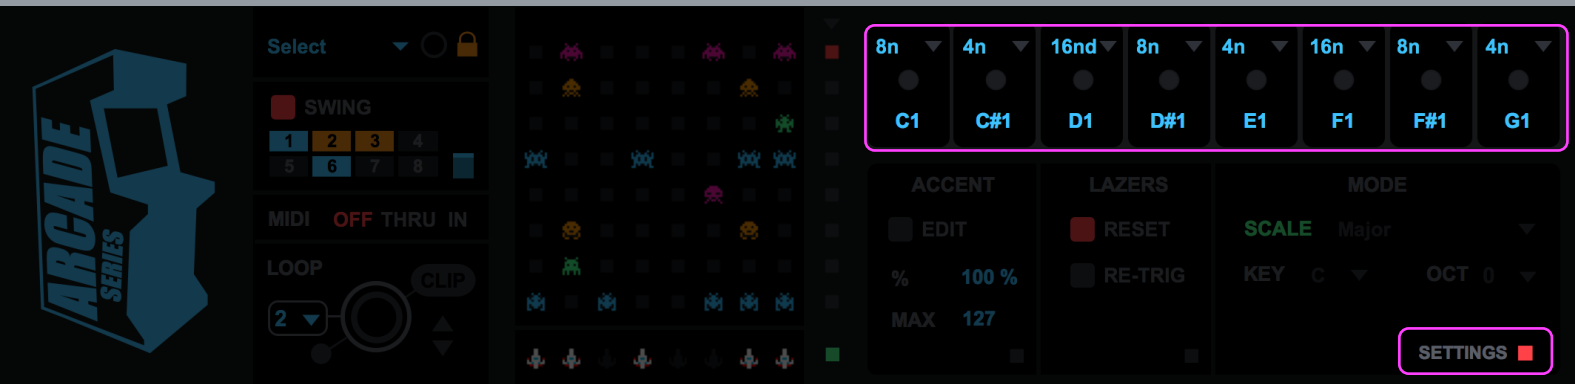 ARCADE
SERIES
Select
SWING
1 2 3 4
5 6 7 8
MIDI OFF THRU IN
LOOP
CLIP
2
8n 4n 16nd 8n 4n 16n 8n 4n
C1 C#1 D1 D#1 E1 F1 F#1 G1
ACCENT
EDIT
% 100 %
MAX 127
LAZERS
RESET
RE-TRIG
MODE
SCALE Major
KEY C OCT 0
SETTINGS